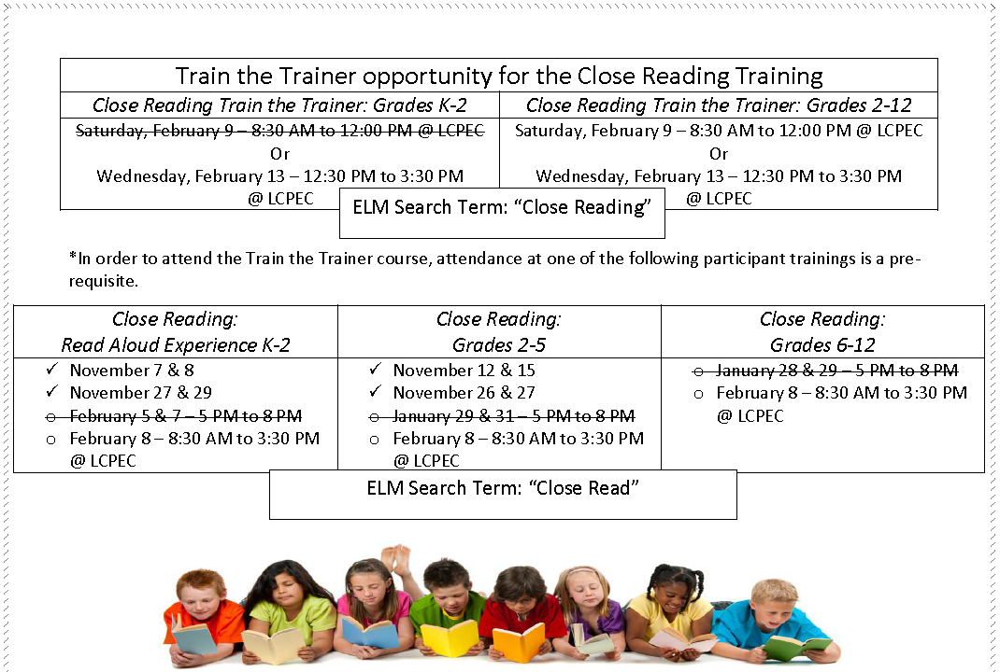 Train the Trainer opportunity for the Close Reading Training
Close Reading Train the Trainer: Grades K-2
Saturday, February 9 – 8:30 AM to 12:00 PM @ LCPEC
Or
Wednesday, February 13 – 12:30 PM to 3:30 PM
@ LCPEC
Close Reading Train the Trainer: Grades 2-12
Saturday, February 9 – 8:30 AM to 12:00 PM @ LCPEC
Or
Wednesday, February 13 – 12:30 PM to 3:30 PM
@ LCPEC
ELM Search Term: “Close Reading”
*In order to attend the Train the Trainer course, attendance at one of the following participant trainings is a pre-
requisite.
Close Reading:
Read Aloud Experience K-2
✓ November 7 & 8
✓ November 27 & 29
o February 5 & 7 – 5 PM to 8 PM
o February 8 – 8:30 AM to 3:30 PM
@ LCPEC
Close Reading:
Grades 2-5
✓ November 12 & 15
✓ November 26 & 27
o January 29 & 31 – 5 PM to 8 PM
o February 8 – 8:30 AM to 3:30 PM
@ LCPEC
Close Reading:
Grades 6-12
o January 28 & 29 – 5 PM to 8 PM
o February 8 – 8:30 AM to 3:30 PM
@ LCPEC
ELM Search Term: “Close Read”